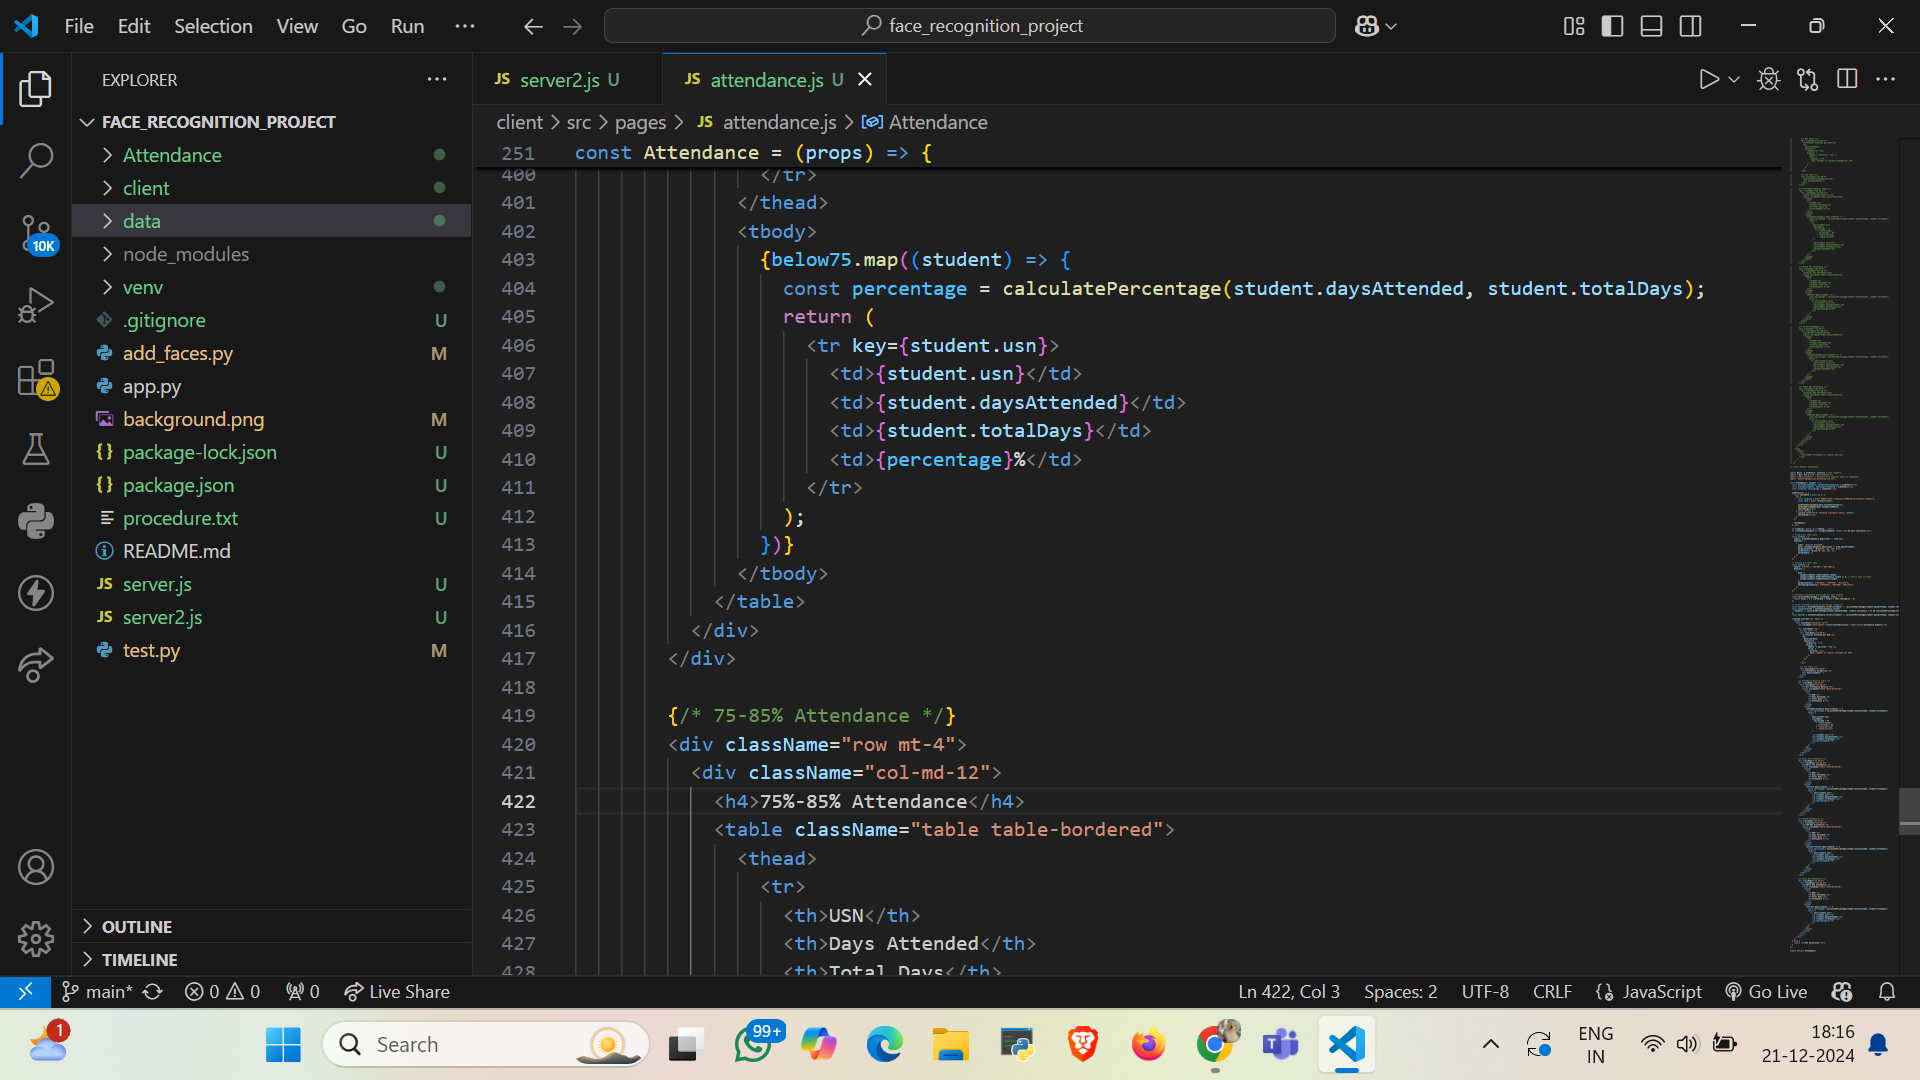 File Edit Selection View Go Run
face_recognition_project
EXPLORER
FACE_RECOGNITION_PROJECT
Attendance
client
data
node_modules
venv
.gitignore U
add_faces.py M
app.py
background.png M
package-lock.json U
package.json U
procedure.txt U
README.md
server.js U
server2.js U
test.py M
OUTLINE
TIMELINE
10K
JS server2.js U JS attendance.js U
client > src > pages > JS attendance.js > Attendance
251 const Attendance = (props) => {
400 </tr>
401 </thead>
402 <tbody>
403 {below75.map((student) => {
404 const percentage = calculatePercentage(student.daysAttended, student.totalDays);
405 return (
406 <tr key={student.usn}>
407 <td>{student.usn}</td>
408 <td>{student.daysAttended}</td>
409 <td>{student.totalDays}</td>
410 <td>{percentage}%</td>
411 </tr>
412 );
413 })}
414 </tbody>
415 </table>
416 </div>
417 </div>
418
419 {/* 75-85% Attendance */}
420 <div className="row mt-4">
421 <div className="col-md-12">
422 <h4>75%-85% Attendance</h4>
423 <table className="table table-bordered">
424 <thead>
425 <tr>
426 <th>USN</th>
427 <th>Days Attended</th>
428 <th>Total Days</th>
main* 0 0 0 Live Share Ln 422, Col 3 Spaces: 2 UTF-8 CRLF JavaScript Go Live
1 Search 99+ ENG
IN
18:16
21-12-2024